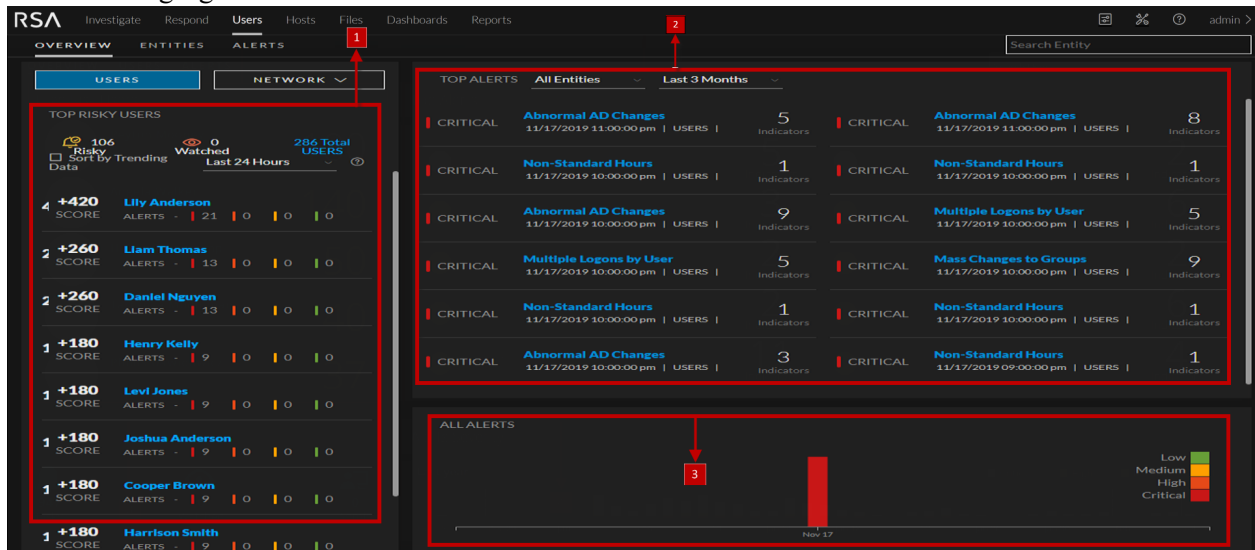 RSA Investigate Respond Users Hosts Files Dashboards Reports admin >
OVERVIEW ENTITIES ALERTS Search Entity
1
2
USERS NETWORK
TOP RISKY USERS
106 Risky
0 Watched
286 Total USERS
Sort by Trending Data
Last 24 Hours
4 +420 SCORE Lily Anderson
ALERTS - 21 0 0 0
2 +260 SCORE Liam Thomas
ALERTS - 13 0 0 0
2 +260 SCORE Daniel Nguyen
ALERTS - 13 0 0 0
1 +180 SCORE Henry Kelly
ALERTS - 9 0 0 0
1 +180 SCORE Levi Jones
ALERTS - 9 0 0 0
1 +180 SCORE Joshua Anderson
ALERTS - 9 0 0 0
1 +180 SCORE Cooper Brown
ALERTS - 9 0 0 0
1 +180 SCORE Harrison Smith
ALERTS - 9 0 0 0
TOP ALERTS All Entities Last 3 Months
CRITICAL Abnormal AD Changes 5
11/17/2019 11:00:00 pm | USERS | Indicators
CRITICAL Abnormal AD Changes 8
11/17/2019 11:00:00 pm | USERS | Indicators
CRITICAL Non-Standard Hours 1
11/17/2019 10:00:00 pm | USERS | Indicators
CRITICAL Non-Standard Hours 1
11/17/2019 10:00:00 pm | USERS | Indicators
CRITICAL Abnormal AD Changes 9
11/17/2019 10:00:00 pm | USERS | Indicators
CRITICAL Multiple Logons by User 5
11/17/2019 10:00:00 pm | USERS | Indicators
CRITICAL Multiple Logons by User 5
11/17/2019 10:00:00 pm | USERS | Indicators
CRITICAL Mass Changes to Groups 9
11/17/2019 10:00:00 pm | USERS | Indicators
CRITICAL Non-Standard Hours 1
11/17/2019 10:00:00 pm | USERS | Indicators
CRITICAL Non-Standard Hours 1
11/17/2019 10:00:00 pm | USERS | Indicators
CRITICAL Abnormal AD Changes 3
11/17/2019 10:00:00 pm | USERS | Indicators
CRITICAL Non-Standard Hours 1
11/17/2019 09:00:00 pm | USERS | Indicators
ALL ALERTS
3
Low
Medium
High
Critical
Nov 17